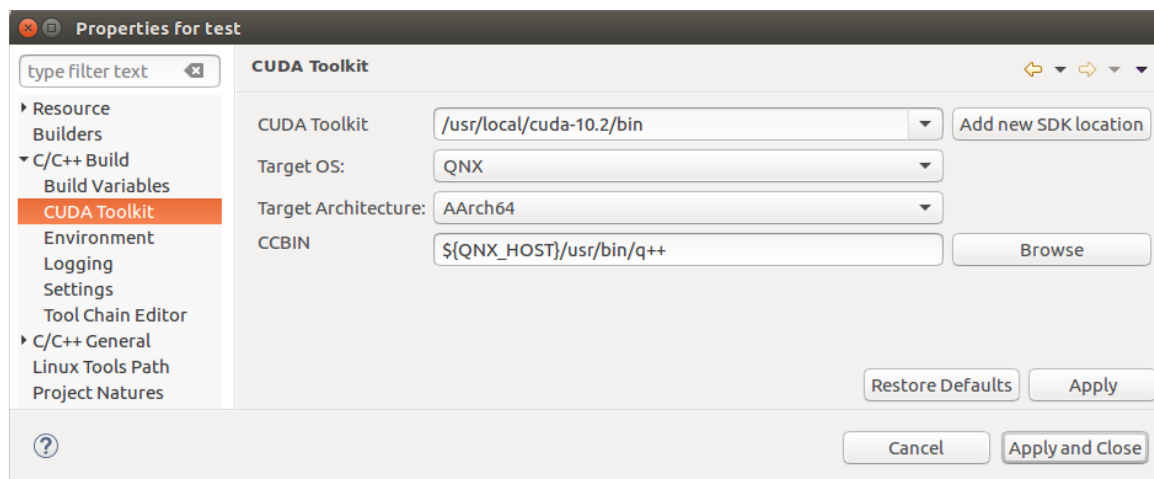 Properties for test
type filter text
CUDA Toolkit
Resource
Builders
C/C++ Build
Build Variables
CUDA Toolkit
Environment
Logging
Settings
Tool Chain Editor
C/C++ General
Linux Tools Path
Project Natures
CUDA Toolkit /usr/local/cuda-10.2/bin Add new SDK location
Target OS: QNX
Target Architecture: AArch64
CCBIN ${QNX_HOST}/usr/bin/q++ Browse
Restore Defaults Apply
? Cancel Apply and Close